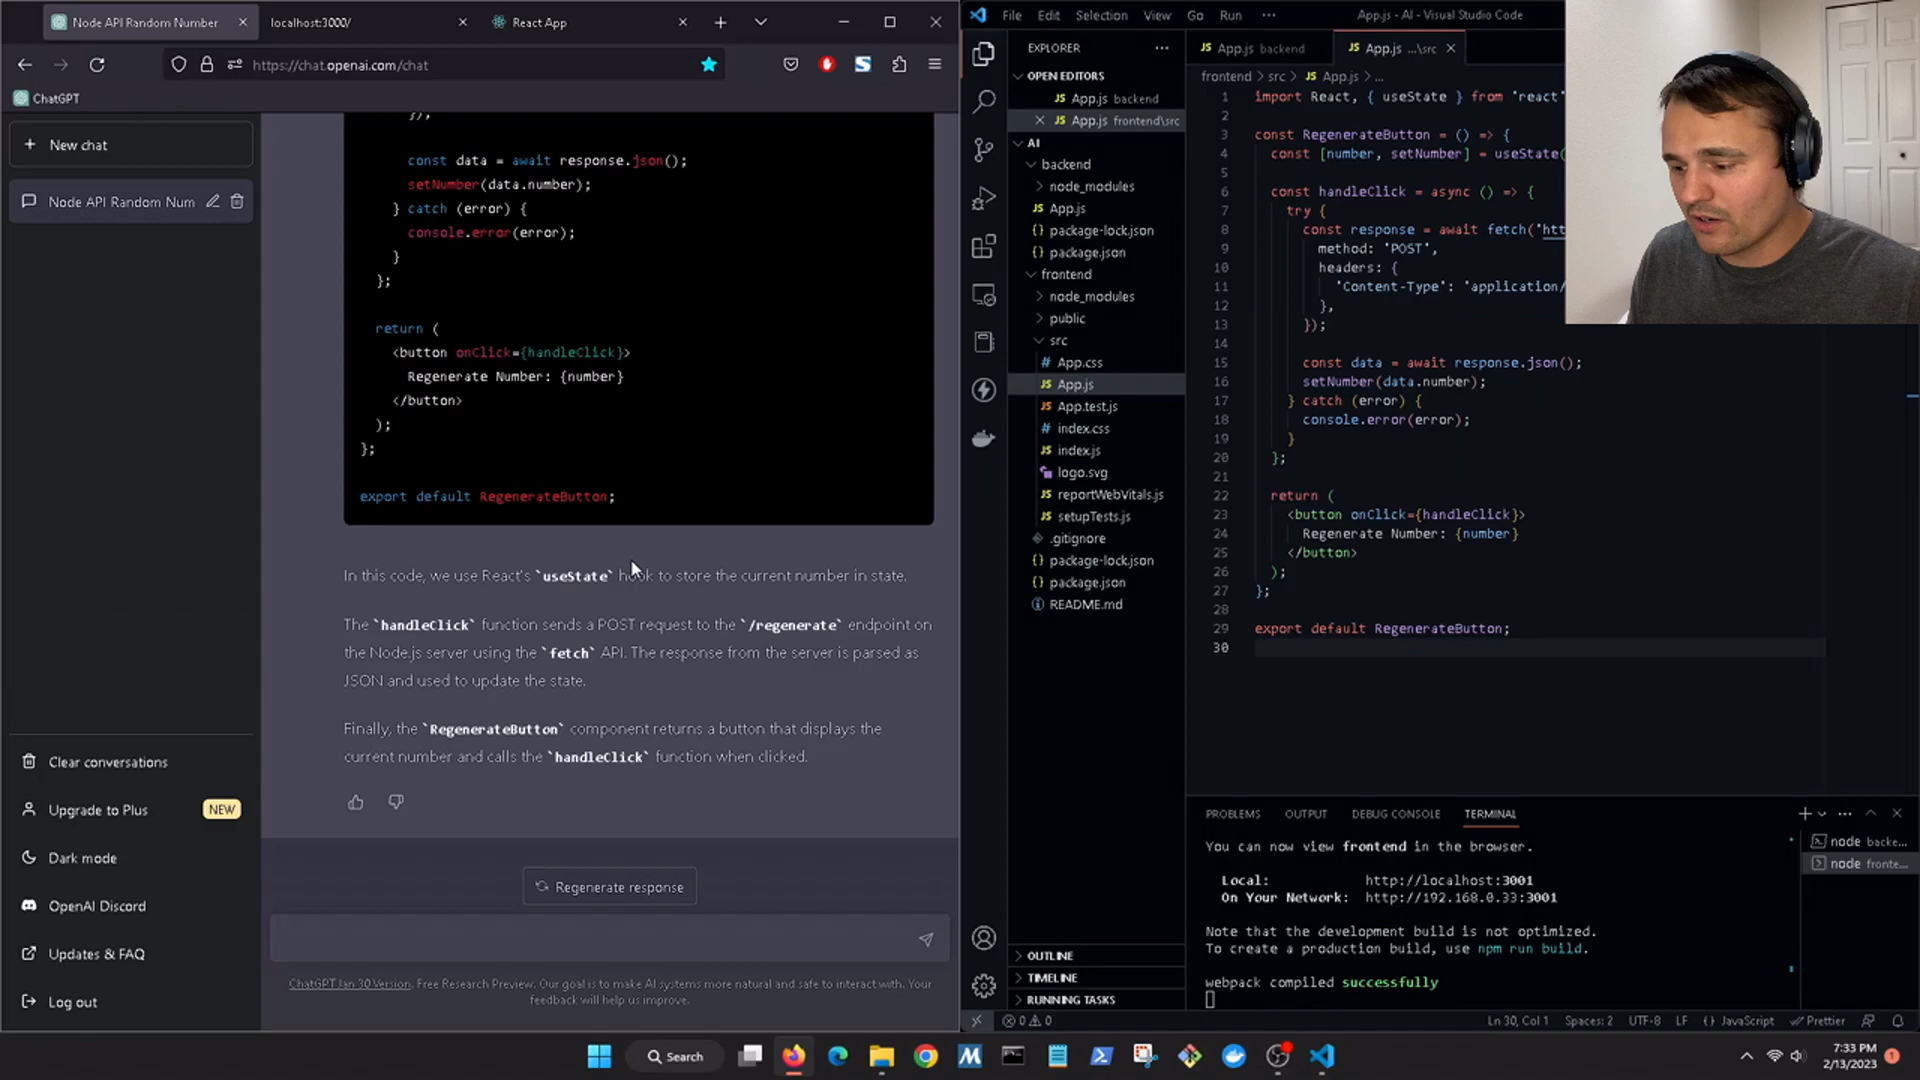 Node API Random Number
localhost:3000/
React App
https://chat.openai.com/chat
ChatGPT
New chat
Node API Random Num
Clear conversations
Upgrade to Plus
NEW
Dark mode
OpenAI Discord
Updates & FAQ
Log out
});
const data = await response.json();
setNumber(data.number);
} catch (error) {
console.error(error);
}
};
return (
<button onClick={handleClick}>
Regenerate Number: {number}
</button>
);
};
export default RegenerateButton;
In this code, we use React's `useState` hook to store the current number in state.
The `handleClick` function sends a POST request to the `/regenerate` endpoint on
the Node.js server using the `fetch` API. The response from the server is parsed as
JSON and used to update the state.
Finally, the `RegenerateButton` component returns a button that displays the
current number and calls the `handleClick` function when clicked.
Regenerate response
ChatGPT Jan 30 Version. Free Research Preview. Our goal is to make AI systems more natural and safe to interact with. Your
feedback will help us improve.
File Edit Selection View Go Run ···
App.js - AI - Visual Studio Code
EXPLORER
OPEN EDITORS
App.js backend
App.js frontend\src
AI
backend
node_modules
App.js
package-lock.json
package.json
frontend
node_modules
public
src
App.css
App.js
App.test.js
index.css
index.js
logo.svg
reportWebVitals.js
setupTests.js
.gitignore
package-lock.json
package.json
README.md
OUTLINE
TIMELINE
RUNNING TASKS
App.js backend
App.js ...\src
frontend > src > App.js > ...
1 import React, { useState } from 'react'
2
3 const RegenerateButton = () => {
4 const [number, setNumber] = useState(
5
6 const handleClick = async () => {
7 try {
8 const response = await fetch('htt
9 method: 'POST',
10 headers: {
11 'Content-Type': 'application/
12 },
13 });
14
15 const data = await response.json();
16 setNumber(data.number);
17 } catch (error) {
18 console.error(error);
19 }
20 };
21
22 return (
23 <button onClick={handleClick}>
24 Regenerate Number: {number}
25 </button>
26 );
27 };
28
29 export default RegenerateButton;
30
PROBLEMS OUTPUT DEBUG CONSOLE TERMINAL
You can now view frontend in the browser.
Local: http://localhost:3001
On Your Network: http://192.168.0.33:3001
Note that the development build is not optimized.
To create a production build, use npm run build.
webpack compiled successfully
node backe...
node fronte...
0 0
Ln 30, Col 1 Spaces: 2 UTF-8 LF {} JavaScript Prettier
Search
7:33 PM
2/13/2023
1